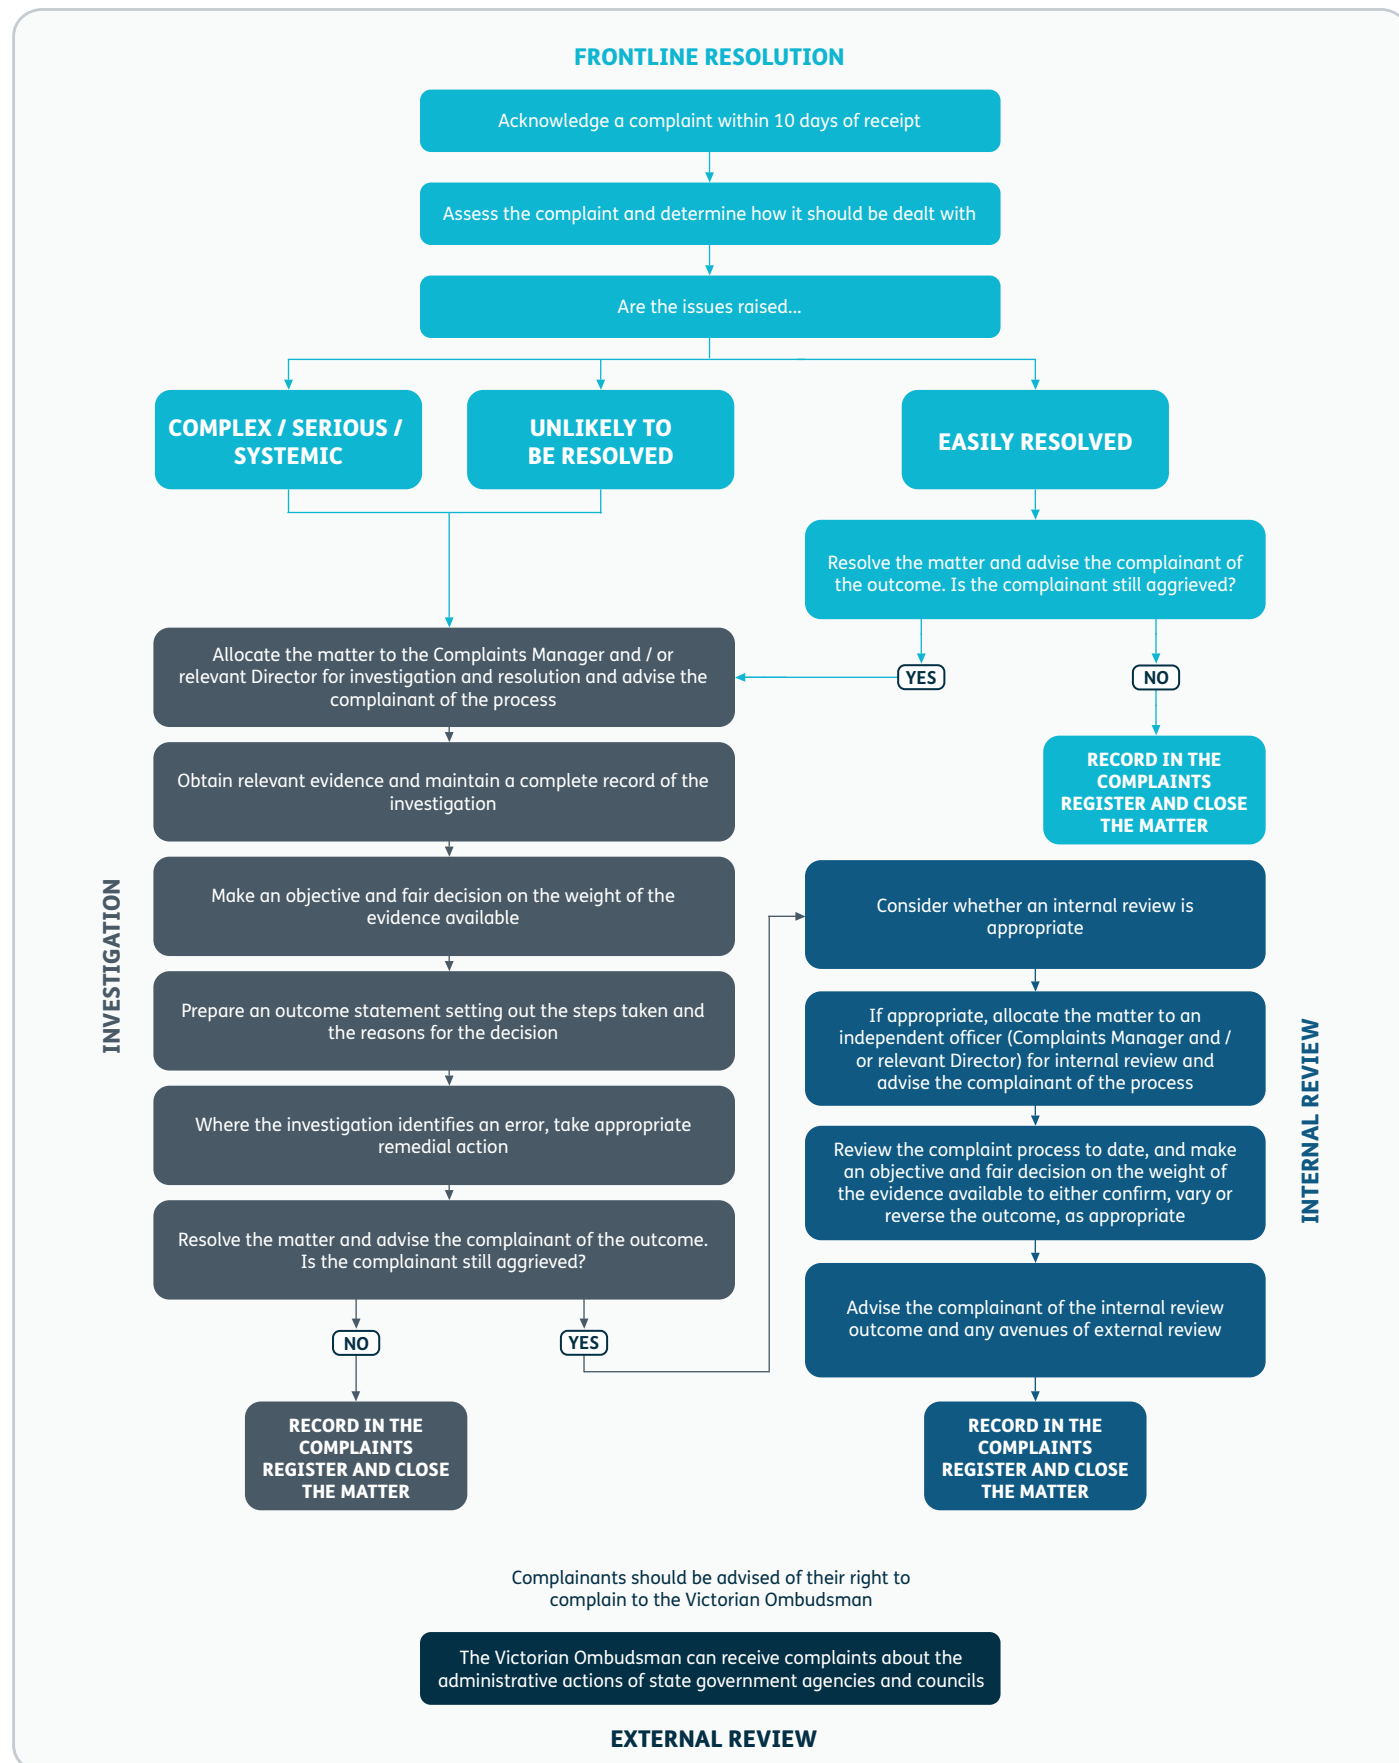 FRONTLINE RESOLUTION
Acknowledge a complaint within 10 days of receipt
Assess the complaint and determine how it should be dealt with
Are the issues raised...
COMPLEX / SERIOUS /
SYSTEMIC
UNLIKELY TO
BE RESOLVED
EASILY RESOLVED
Resolve the matter and advise the complainant of
the outcome. Is the complainant still aggrieved?
YES
NO
RECORD IN THE
COMPLAINTS
REGISTER AND CLOSE
THE MATTER
INVESTIGATION
Allocate the matter to the Complaints Manager and / or
relevant Director for investigation and resolution and advise the
complainant of the process
Obtain relevant evidence and maintain a complete record of the
investigation
Make an objective and fair decision on the weight of the
evidence available
Prepare an outcome statement setting out the steps taken and
the reasons for the decision
Where the investigation identifies an error, take appropriate
remedial action
Resolve the matter and advise the complainant of the outcome.
Is the complainant still aggrieved?
NO
YES
RECORD IN THE
COMPLAINTS
REGISTER AND CLOSE
THE MATTER
INTERNAL REVIEW
Consider whether an internal review is
appropriate
If appropriate, allocate the matter to an
independent officer (Complaints Manager and /
or relevant Director) for internal review and
advise the complainant of the process
Review the complaint process to date, and make
an objective and fair decision on the weight of
the evidence available to either confirm, vary or
reverse the outcome, as appropriate
Advise the complainant of the internal review
outcome and any avenues of external review
RECORD IN THE
COMPLAINTS
REGISTER AND CLOSE
THE MATTER
Complainants should be advised of their right to
complain to the Victorian Ombudsman
The Victorian Ombudsman can receive complaints about the
administrative actions of state government agencies and councils
EXTERNAL REVIEW